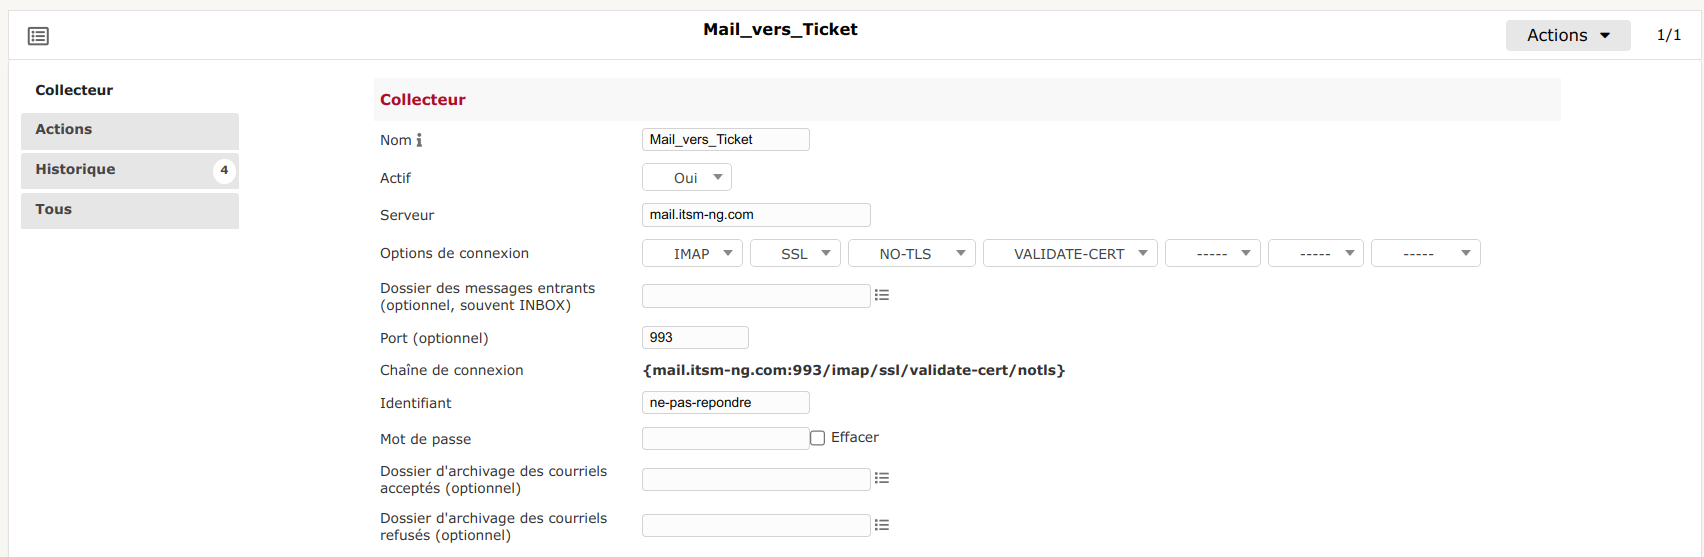 Mail_vers_Ticket
Actions
1/1
Collecteur
Actions
Historique 4
Tous
Collecteur
Nom Mail_vers_Ticket
Actif Oui
Serveur mail.itsm-ng.com
Options de connexion IMAP SSL NO-TLS VALIDATE-CERT ----- ----- -----
Dossier des messages entrants
(optionnel, souvent INBOX)
Port (optionnel) 993
Chaîne de connexion {mail.itsm-ng.com:993/imap/ssl/validate-cert/notls}
Identifiant ne-pas-repondre
Mot de passe Effacer
Dossier d'archivage des courriels
acceptés (optionnel)
Dossier d'archivage des courriels
refusés (optionnel)